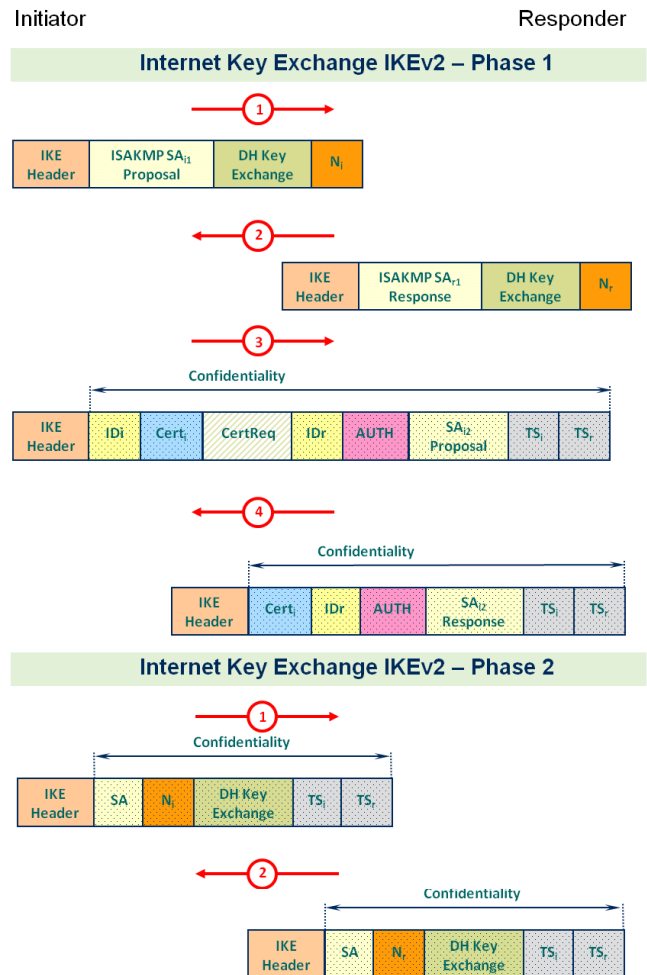 Initiator Responder
Internet Key Exchange IKEv2 – Phase 1
1
IKE Header ISAKMP SAi1 Proposal DH Key Exchange Ni
2
IKE Header ISAKMP SAr1 Response DH Key Exchange Nr
3
Confidentiality
IKE Header IDi Certi CertReq IDr AUTH SAi2 Proposal TSi TSr
4
Confidentiality
IKE Header Certi IDr AUTH SAi2 Response TSi TSr
Internet Key Exchange IKEv2 – Phase 2
1
Confidentiality
IKE Header SA Ni DH Key Exchange TSi TSr
2
Confidentiality
IKE Header SA Nr DH Key Exchange TSi TSr